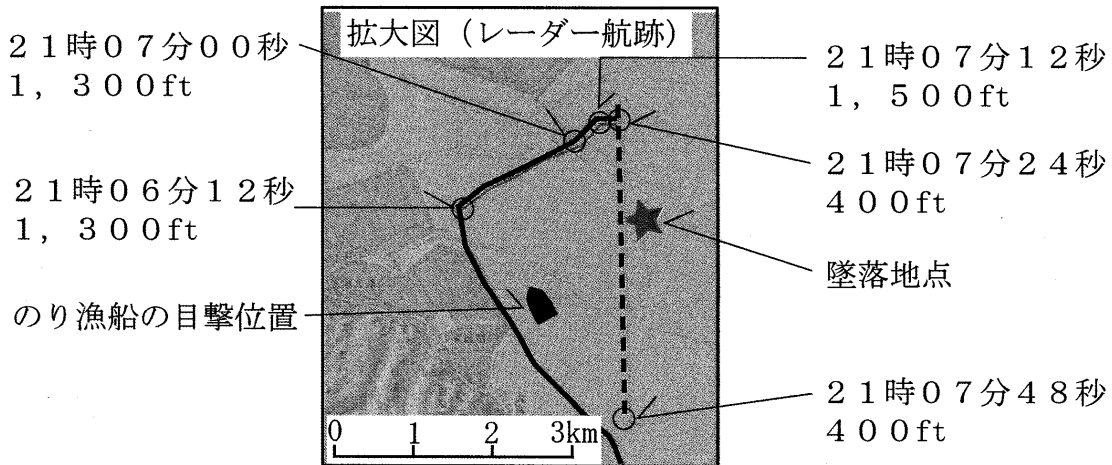 拡大図（レーダー航跡）
２１時０７分００秒
１，３００ft
２１時０６分１２秒
１，３００ft
のり漁船の目撃位置
２１時０７分１２秒
１，５００ft
２１時０７分２４秒
４００ft
墜落地点
２１時０７分４８秒
４００ft
0 1 2 3km